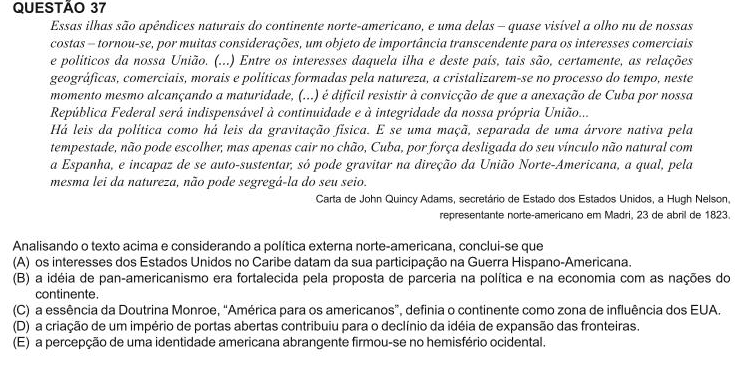 QUESTÃO 37
Essas ilhas são apêndices naturais do continente norte-americano, e uma delas – quase visível a olho nu de nossas
costas – tornou-se, por muitas considerações, um objeto de importância transcendente para os interesses comerciais
e políticos da nossa União. (...) Entre os interesses daquela ilha e deste país, tais são, certamente, as relações
geográficas, comerciais, morais e políticas formadas pela natureza, a cristalizarem-se no processo do tempo, neste
momento mesmo alcançando a maturidade, (...) é difícil resistir à convicção de que a anexação de Cuba por nossa
República Federal será indispensável à continuidade e à integridade da nossa própria União...
Há leis da política como há leis da gravitação física. E se uma maçã, separada de uma árvore nativa pela
tempestade, não pode escolher, mas apenas cair no chão, Cuba, por força desligada do seu vínculo não natural com
a Espanha, e incapaz de se auto-sustentar, só pode gravitar na direção da União Norte-Americana, a qual, pela
mesma lei da natureza, não pode segregá-la do seu seio.
Carta de John Quincy Adams, secretário de Estado dos Estados Unidos, a Hugh Nelson,
representante norte-americano em Madri, 23 de abril de 1823.
Analisando o texto acima e considerando a política externa norte-americana, conclui-se que
(A) os interesses dos Estados Unidos no Caribe datam da sua participação na Guerra Hispano-Americana.
(B) a idéia de pan-americanismo era fortalecida pela proposta de parceria na política e na economia com as nações do
continente.
(C) a essência da Doutrina Monroe, “América para os americanos”, definia o continente como zona de influência dos EUA.
(D) a criação de um império de portas abertas contribuiu para o declínio da idéia de expansão das fronteiras.
(E) a percepção de uma identidade americana abrangente firmou-se no hemisfério ocidental.